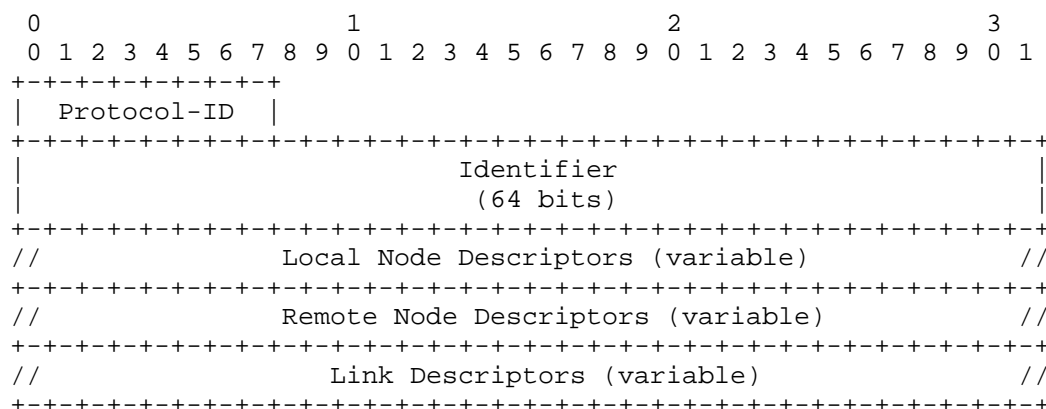 0                   1                   2                   3
 0 1 2 3 4 5 6 7 8 9 0 1 2 3 4 5 6 7 8 9 0 1 2 3 4 5 6 7 8 9 0 1
+-+-+-+-+-+-+-+-+
|  Protocol-ID  |
+-+-+-+-+-+-+-+-+-+-+-+-+-+-+-+-+-+-+-+-+-+-+-+-+-+-+-+-+-+-+-+-+
|                           Identifier                          |
|                            (64 bits)                          |
+-+-+-+-+-+-+-+-+-+-+-+-+-+-+-+-+-+-+-+-+-+-+-+-+-+-+-+-+-+-+-+-+
//               Local Node Descriptors (variable)             //
+-+-+-+-+-+-+-+-+-+-+-+-+-+-+-+-+-+-+-+-+-+-+-+-+-+-+-+-+-+-+-+-+
//               Remote Node Descriptors (variable)            //
+-+-+-+-+-+-+-+-+-+-+-+-+-+-+-+-+-+-+-+-+-+-+-+-+-+-+-+-+-+-+-+-+
//                  Link Descriptors (variable)                //
+-+-+-+-+-+-+-+-+-+-+-+-+-+-+-+-+-+-+-+-+-+-+-+-+-+-+-+-+-+-+-+-+